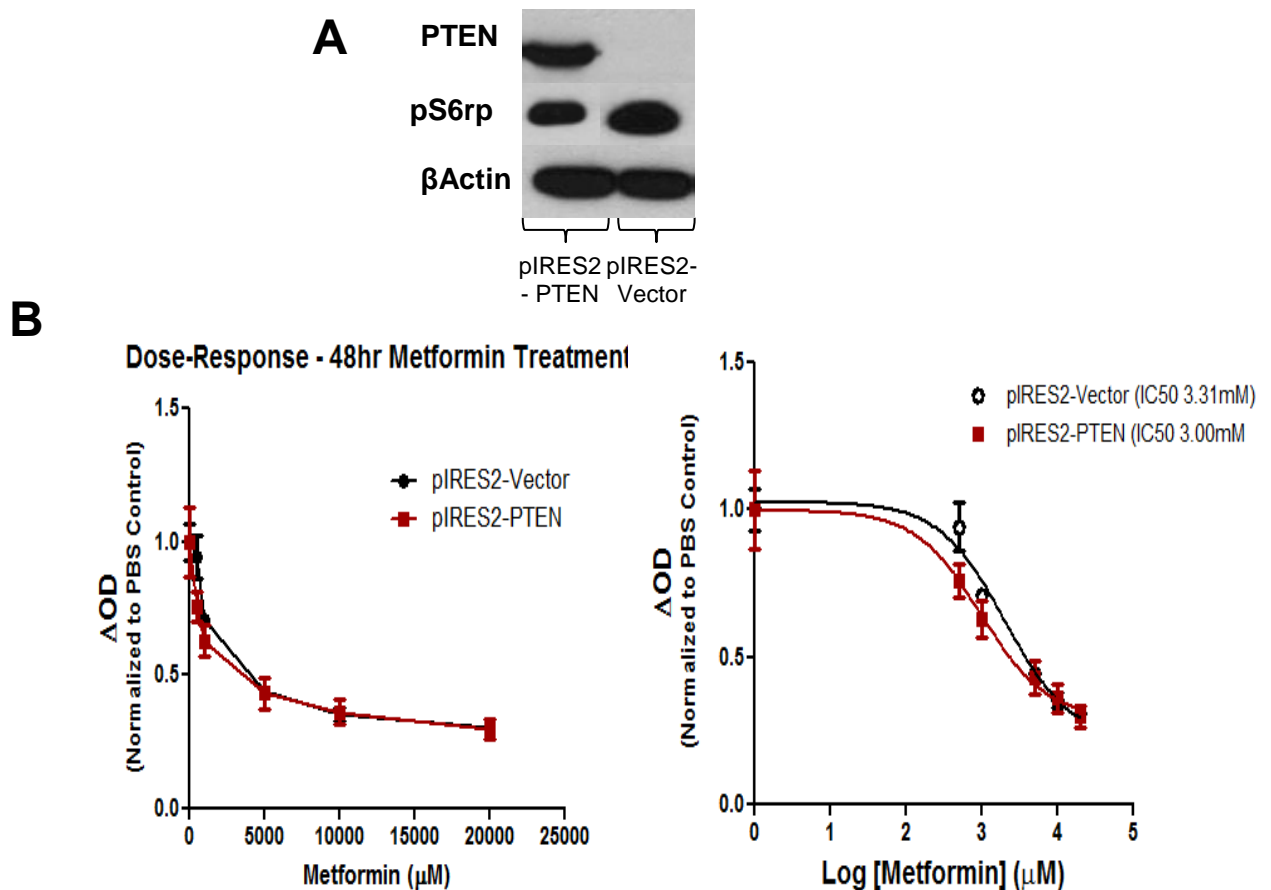 A
PTEN
pS6rp
βActin
pIRES2
- PTEN
pIRES2-
Vector
B
Dose-Response - 48hr Metformin Treatment
ΔOD
(Normalized to PBS Control)
1.5
1.0
0.5
0.0
pIRES2-Vector
pIRES2-PTEN
0 5000 10000 15000 20000 25000
Metformin (μM)
ΔOD
(Normalized to PBS Control)
1.5
1.0
0.5
0.0
pIRES2-Vector (IC50 3.31mM)
pIRES2-PTEN (IC50 3.00mM
0 1 2 3 4 5
Log [Metformin] (μM)